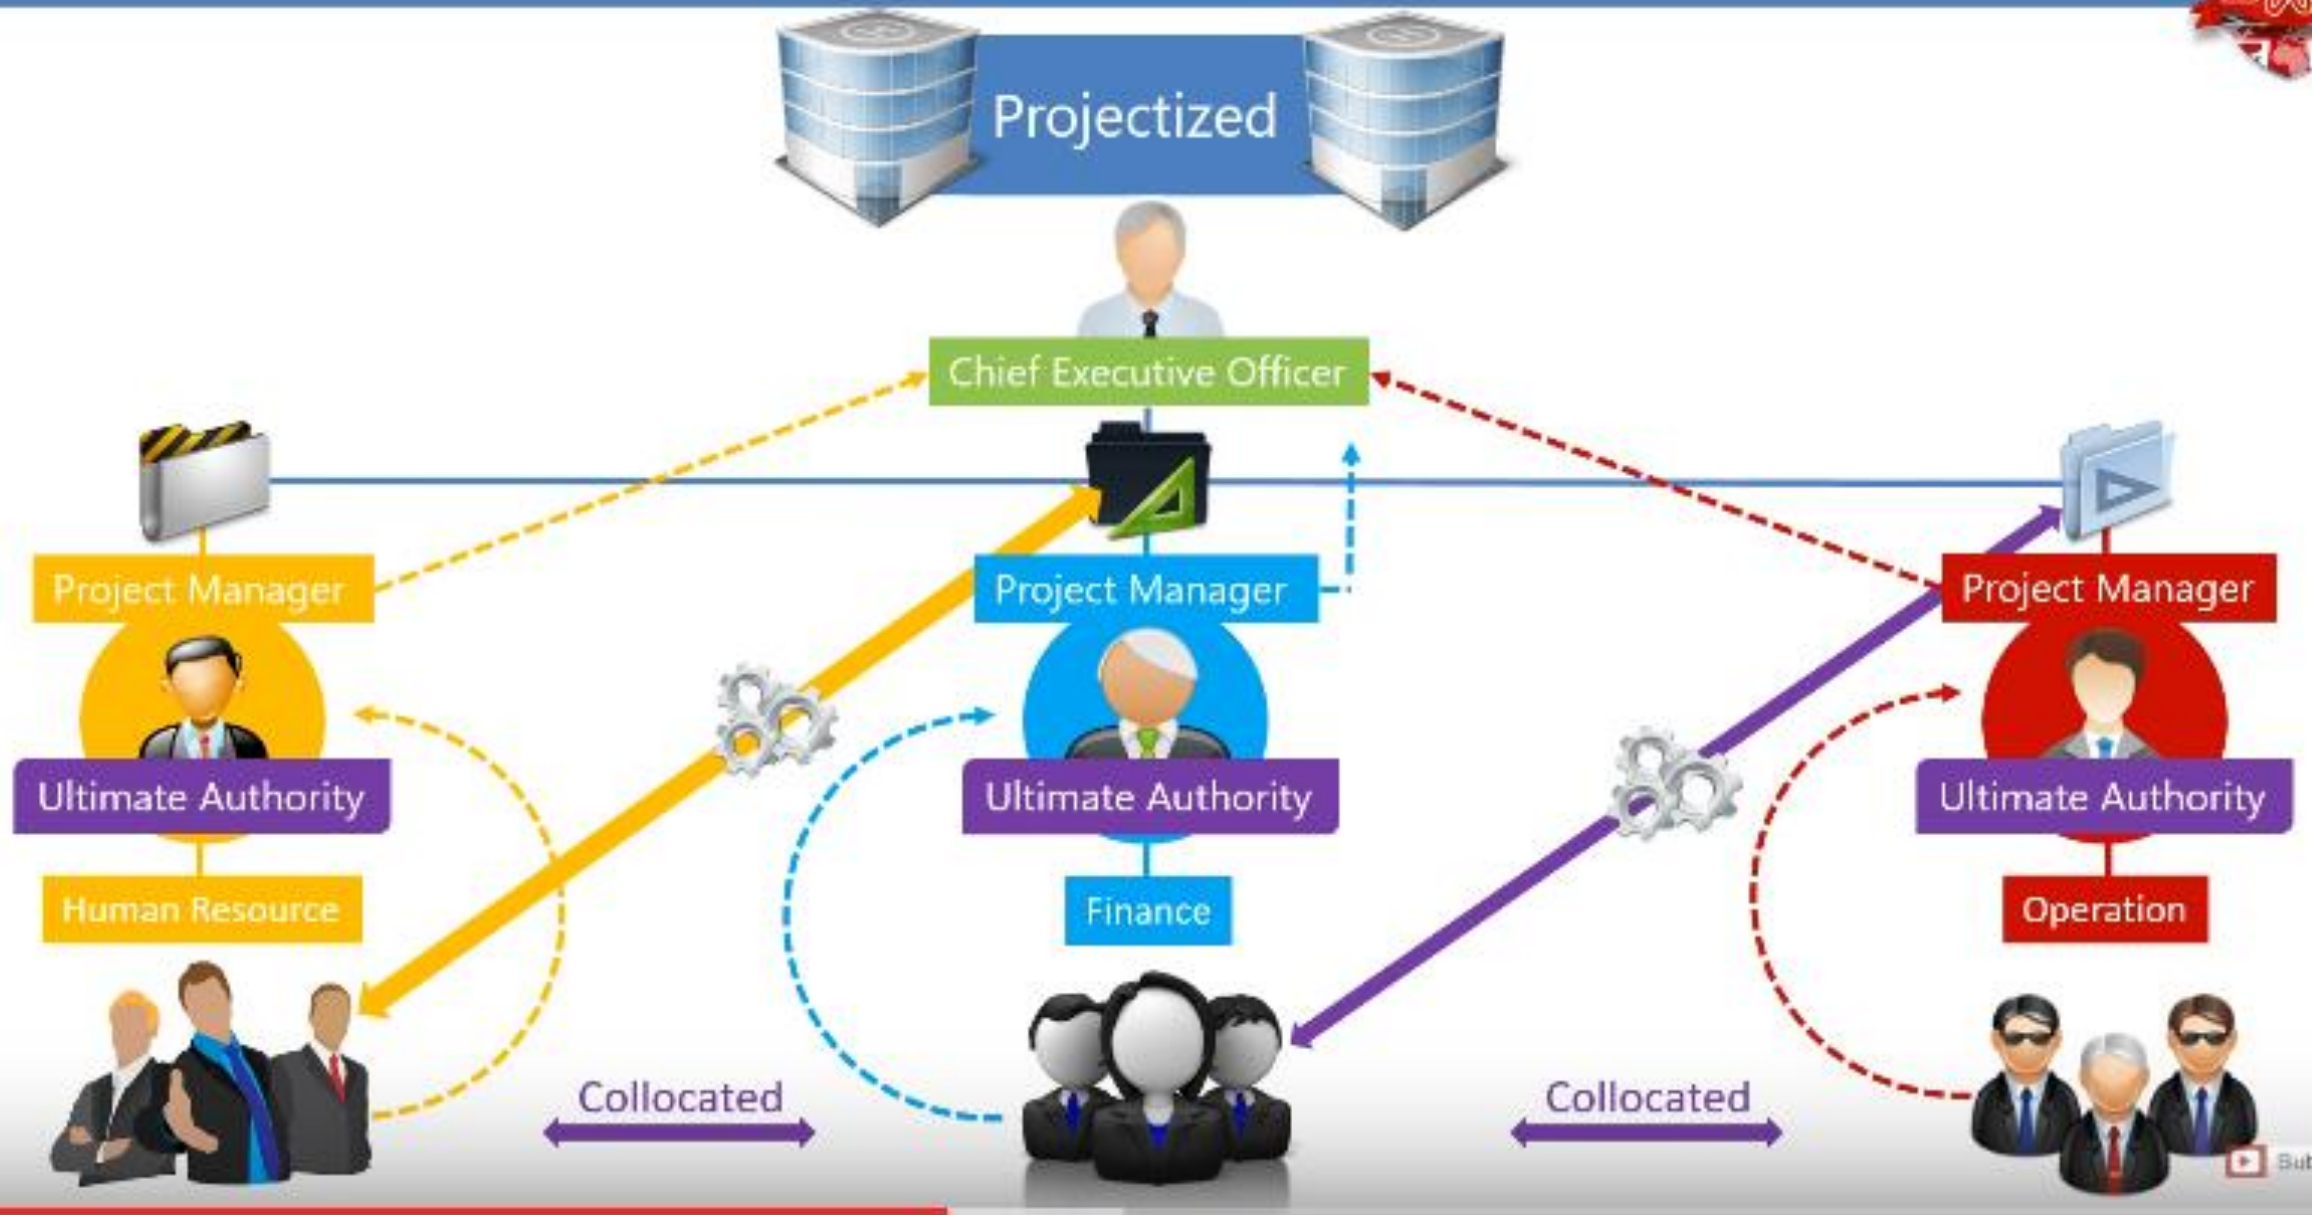 Projectized
Chief Executive Officer
Project Manager
Project Manager
Project Manager
Ultimate Authority
Ultimate Authority
Ultimate Authority
Human Resource
Finance
Operation
Collocated
Collocated